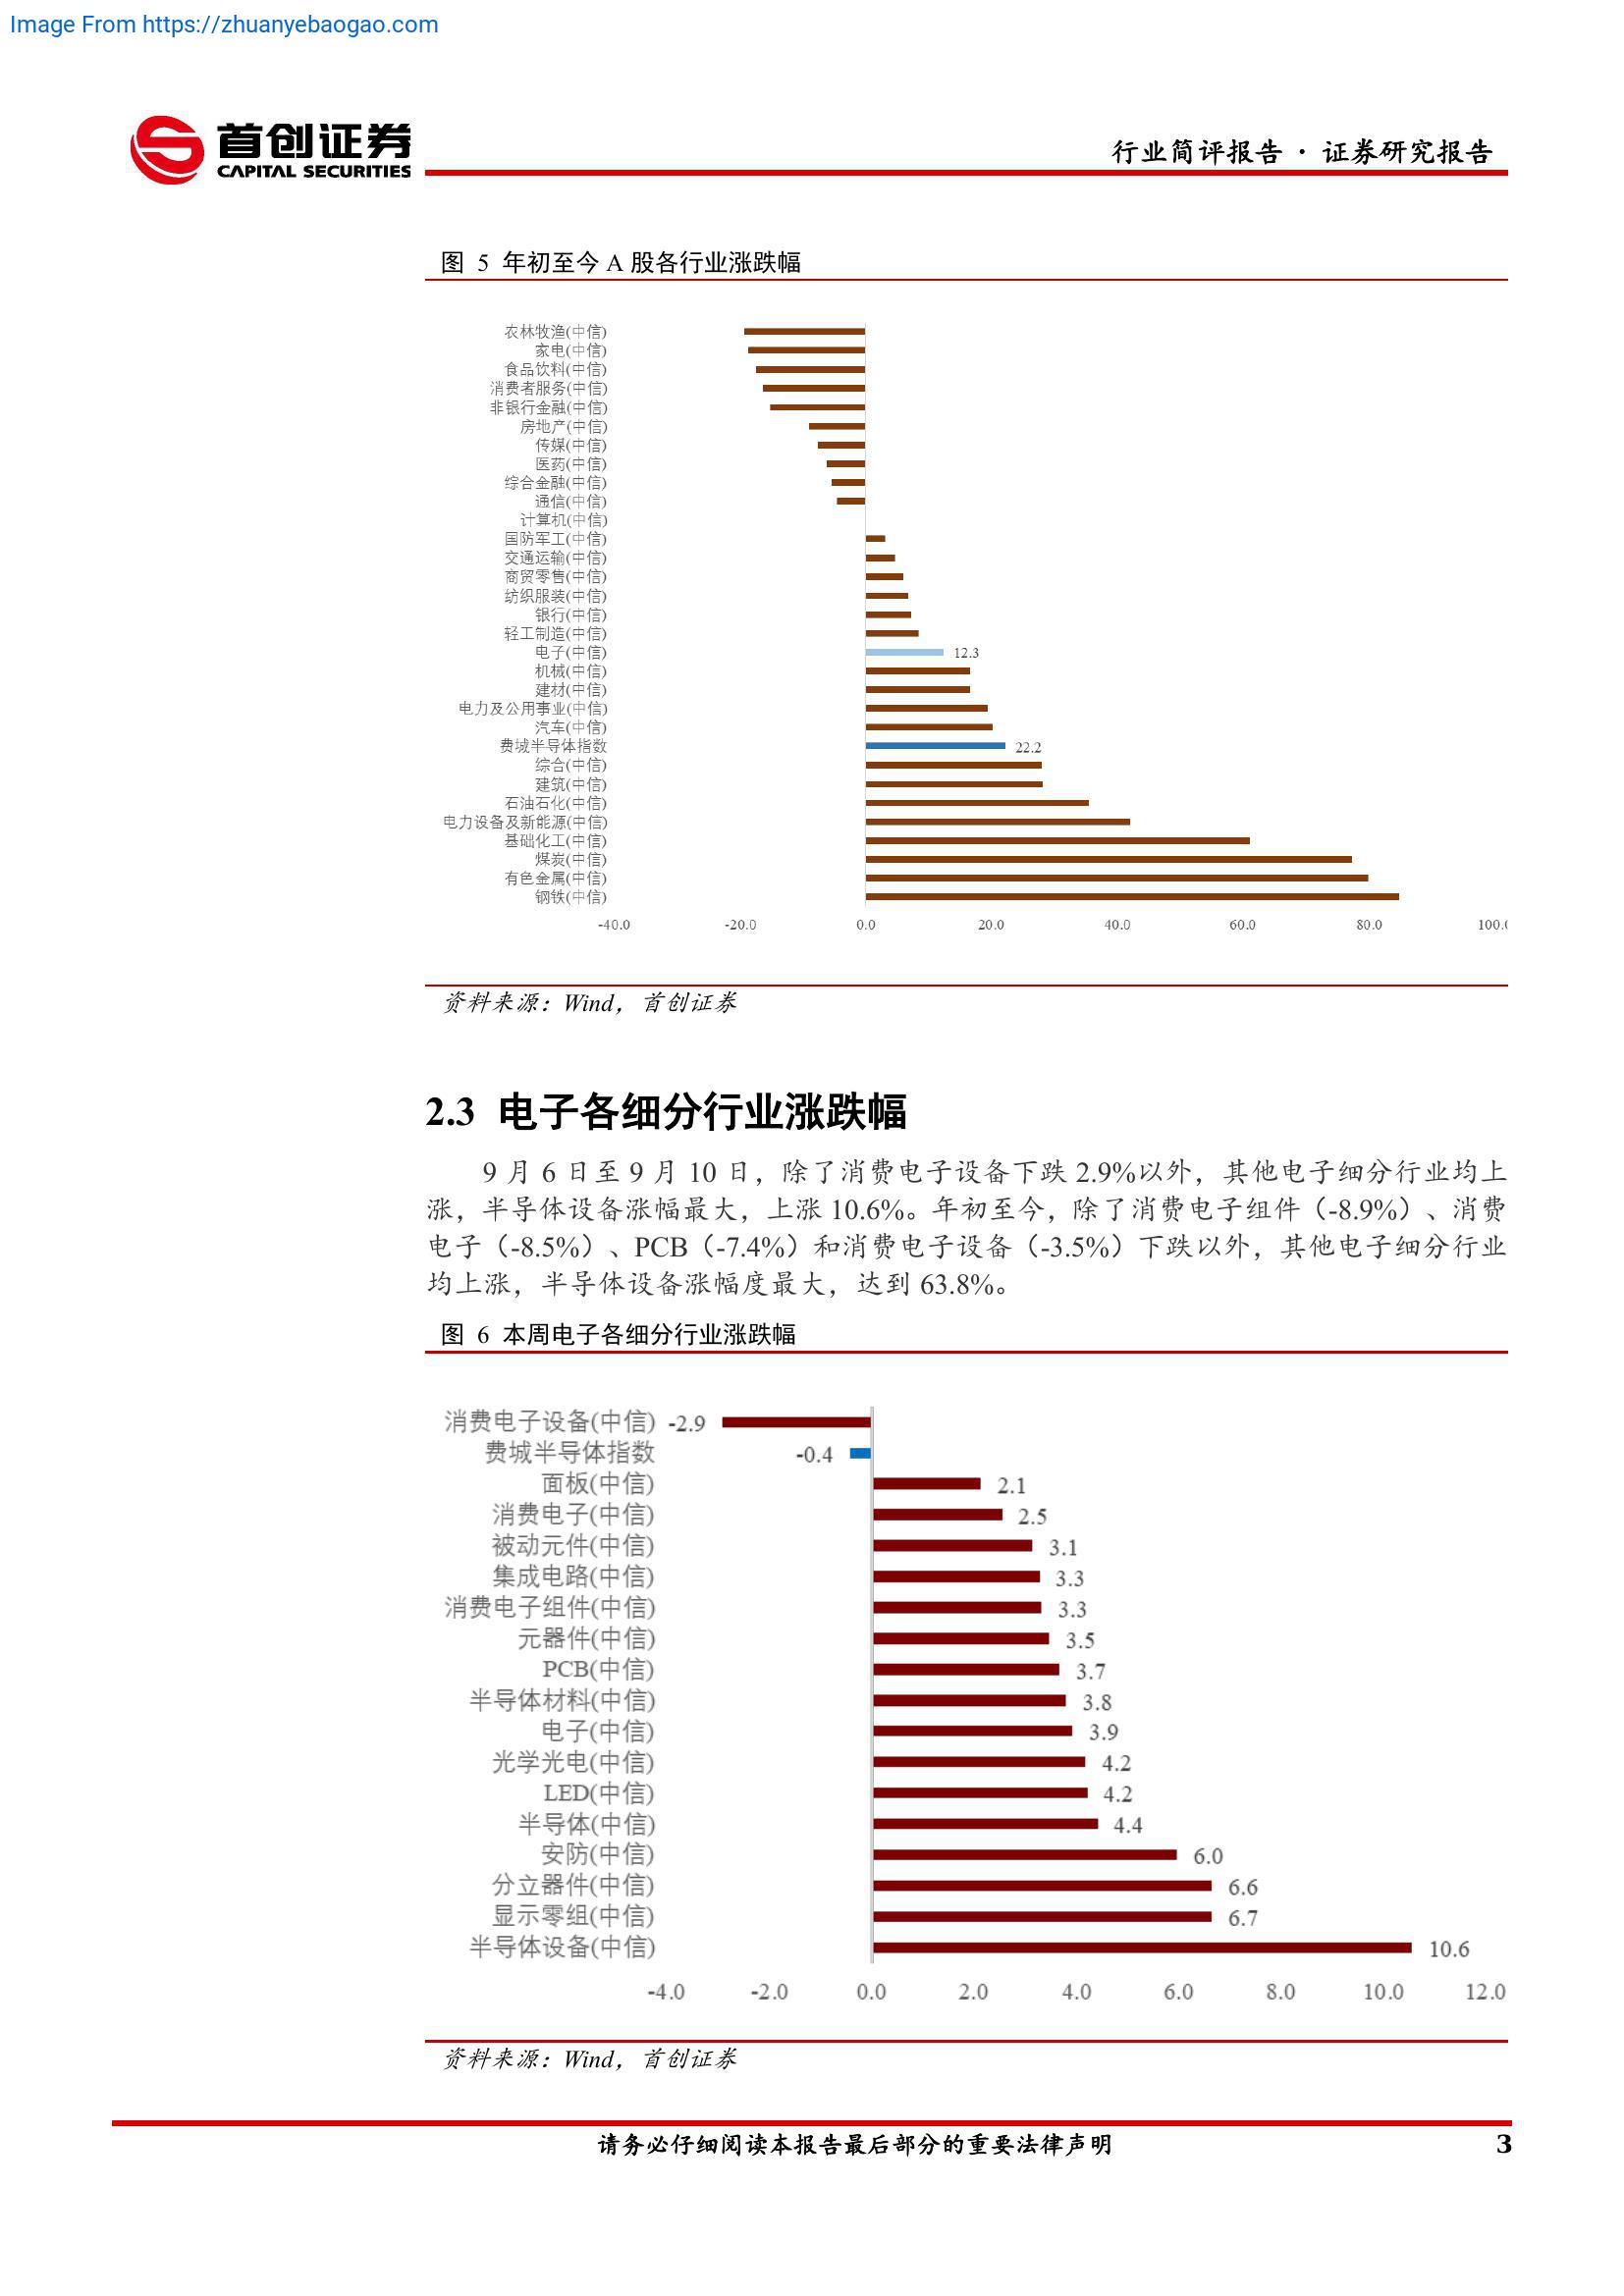 Image From https://zhuanyebaogao.com
首创证券
CAPITAL SECURITIES
行业简评报告 · 证券研究报告
图 5 年初至今 A 股各行业涨跌幅
农林牧渔(中信)
家电(中信)
食品饮料(中信)
消费者服务(中信)
非银行金融(中信)
房地产(中信)
传媒(中信)
医药(中信)
综合金融(中信)
通信(中信)
计算机(中信)
国防军工(中信)
交通运输(中信)
商贸零售(中信)
纺织服装(中信)
银行(中信)
轻工制造(中信)
电子(中信) 12.3
机械(中信)
建材(中信)
电力及公用事业(中信)
汽车(中信)
费城半导体指数 22.2
综合(中信)
建筑(中信)
石油石化(中信)
电力设备及新能源(中信)
基础化工(中信)
煤炭(中信)
有色金属(中信)
钢铁(中信)
-40.0 -20.0 0.0 20.0 40.0 60.0 80.0 100.0
资料来源：Wind，首创证券
2.3 电子各细分行业涨跌幅
9 月 6 日至 9 月 10 日，除了消费电子设备下跌 2.9%以外，其他电子细分行业均上
涨，半导体设备涨幅最大，上涨 10.6%。年初至今，除了消费电子组件（-8.9%）、消费
电子（-8.5%）、PCB（-7.4%）和消费电子设备（-3.5%）下跌以外，其他电子细分行业
均上涨，半导体设备涨幅度最大，达到 63.8%。
图 6 本周电子各细分行业涨跌幅
消费电子设备(中信) -2.9
费城半导体指数 -0.4
面板(中信) 2.1
消费电子(中信) 2.5
被动元件(中信) 3.1
集成电路(中信) 3.3
消费电子组件(中信) 3.3
元器件(中信) 3.5
PCB(中信) 3.7
半导体材料(中信) 3.8
电子(中信) 3.9
光学光电(中信) 4.2
LED(中信) 4.2
半导体(中信) 4.4
安防(中信) 6.0
分立器件(中信) 6.6
显示零组(中信) 6.7
半导体设备(中信) 10.6
-4.0 -2.0 0.0 2.0 4.0 6.0 8.0 10.0 12.0
资料来源：Wind，首创证券
请务必仔细阅读本报告最后部分的重要法律声明 3